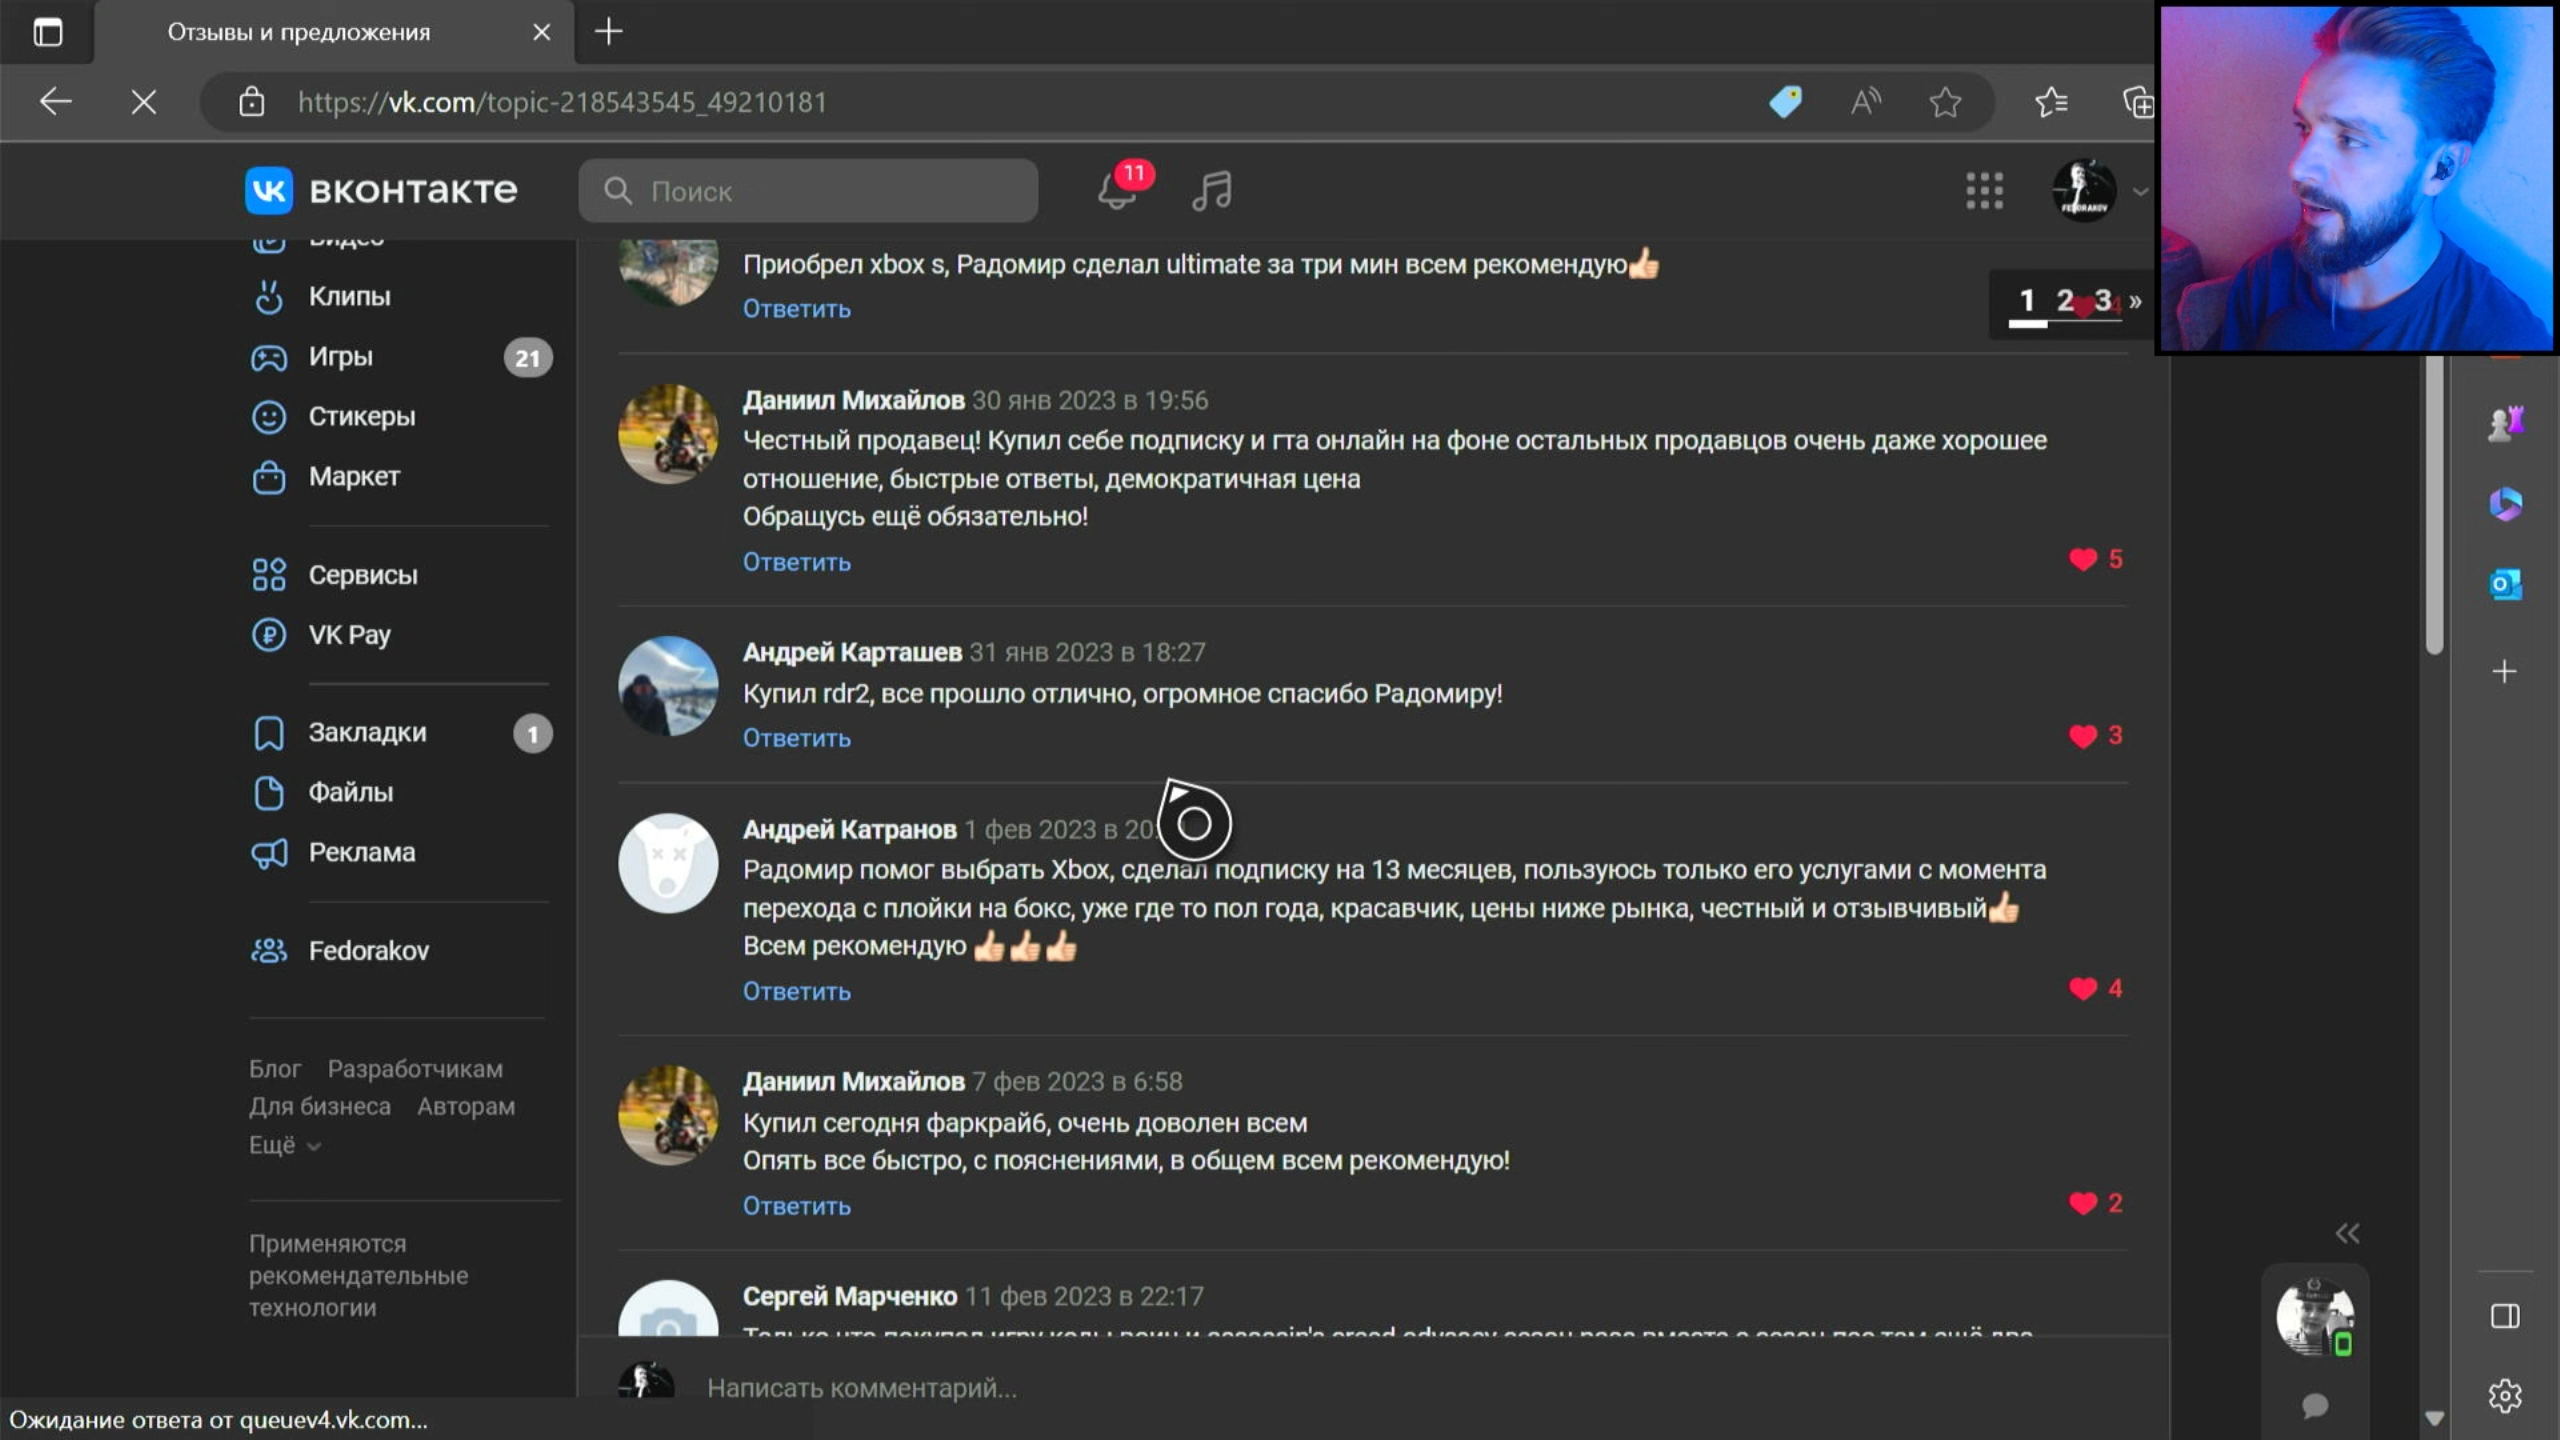 Отзывы и предложения
https://vk.com/topic-218543545_49210181
вконтакте
Поиск
11
FEDORAKOV
Видео
Клипы
Игры
21
Стикеры
Маркет
Сервисы
VK Pay
Закладки
1
Файлы
Реклама
Fedorakov
Блог Разработчикам
Для бизнеса Авторам
Ещё
Применяются
рекомендательные
технологии
Приобрел xbox s, Радомир сделал ultimate за три мин всем рекомендую👍🏻
Ответить
1 2 3 »
Даниил Михайлов 30 янв 2023 в 19:56
Честный продавец! Купил себе подписку и гта онлайн на фоне остальных продавцов очень даже хорошее
отношение, быстрые ответы, демократичная цена
Обращусь ещё обязательно!
Ответить
5
Андрей Карташев 31 янв 2023 в 18:27
Купил rdr2, все прошло отлично, огромное спасибо Радомиру!
Ответить
3
Андрей Катранов 1 фев 2023 в 20:
Радомир помог выбрать Xbox, сделал подписку на 13 месяцев, пользуюсь только его услугами с момента
перехода с плойки на бокс, уже где то пол года, красавчик, цены ниже рынка, честный и отзывчивый👍🏻
Всем рекомендую 👍🏻👍🏻👍🏻
Ответить
4
Даниил Михайлов 7 фев 2023 в 6:58
Купил сегодня фаркрай6, очень доволен всем
Опять все быстро, с пояснениями, в общем всем рекомендую!
Ответить
2
Сергей Марченко 11 фев 2023 в 22:17
Написать комментарий...
Ожидание ответа от queuev4.vk.com...